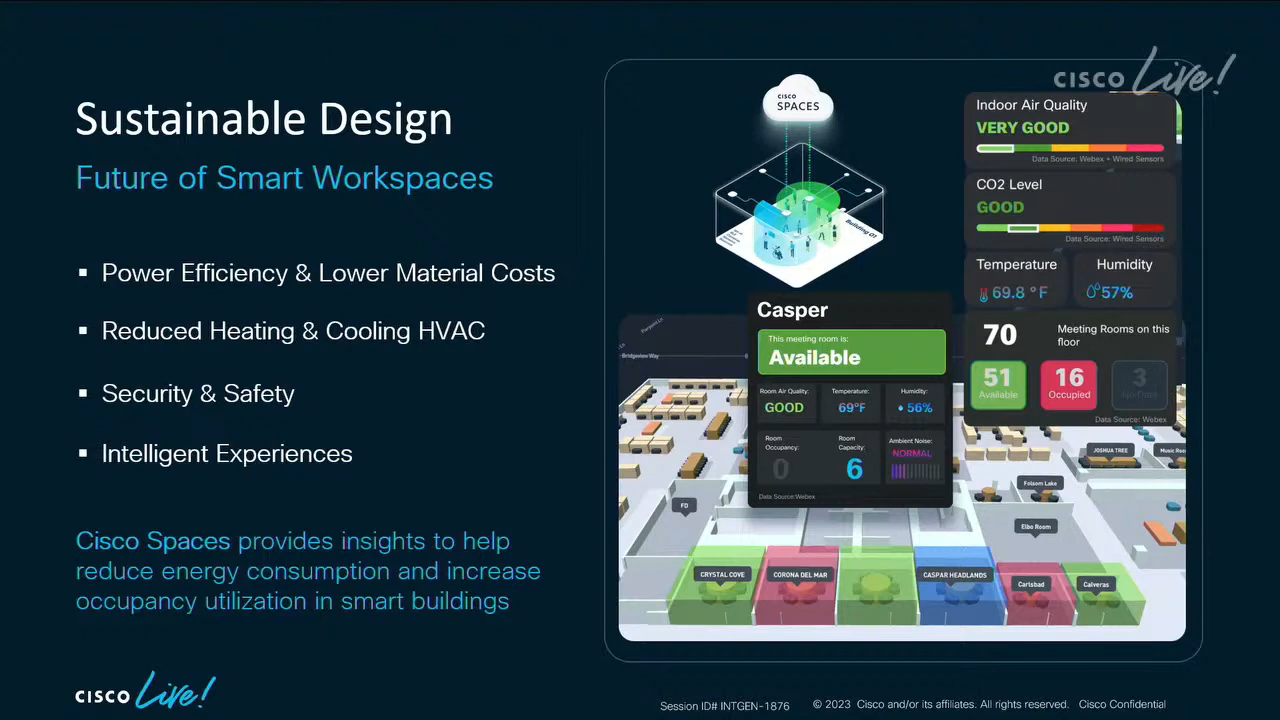 CISCO Live!
Sustainable Design
Future of Smart Workspaces
▪ Power Efficiency & Lower Material Costs
▪ Reduced Heating & Cooling HVAC
▪ Security & Safety
▪ Intelligent Experiences
Cisco Spaces provides insights to help
reduce energy consumption and increase
occupancy utilization in smart buildings
CISCO
SPACES
Building 01
Indoor Air Quality
VERY GOOD
Data Source: Webex + Wired Sensors
CO2 Level
GOOD
Data Source: Wired Sensors
Temperature
69.8 °F
Humidity
57%
70
Meeting Rooms on this
floor
51
Available
16
Occupied
3
Data Source: Webex
Casper
This meeting room is:
Available
Room Air Quality:
GOOD
Temperature:
69°F
Humidity:
56%
Room
Occupancy:
0
Room
Capacity:
6
Ambient Noise:
NORMAL
Data Source:Webex
Bridgeview Way
JOSHUA TREE
Music Roo
Folsom Lake
FD
Elbo Room
CRYSTAL COVE
CORONA DEL MAR
CASPAR HEADLANDS
Carlsbad
Calveras
CISCO Live!
Session ID# INTGEN-1876
© 2023 Cisco and/or its affiliates. All rights reserved. Cisco Confidential